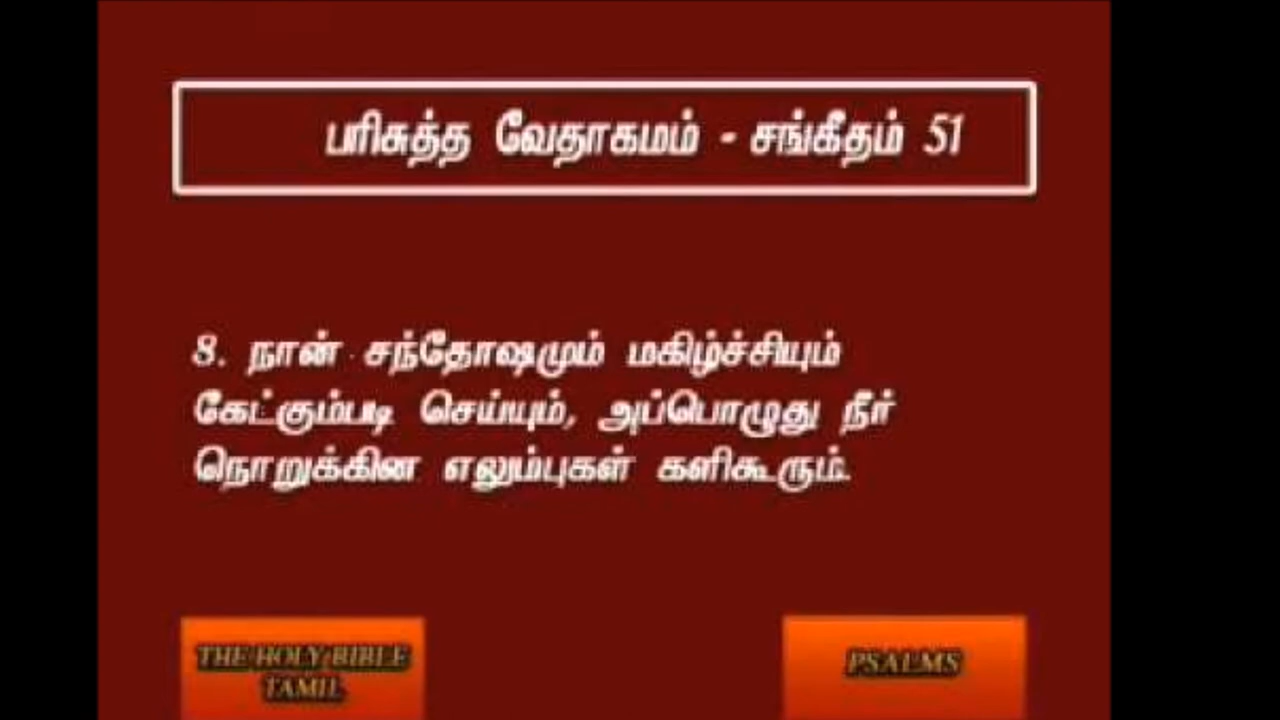 பரிசுத்த வேதாகமம் - சங்கீதம் 51
8. நான் சந்தோஷமும் மகிழ்ச்சியும்
கேட்கும்படி செய்யும், அப்பொழுது நீர்
நொறுக்கின எலும்புகள் களிகூரும்.
THE HOLY BIBLE
TAMIL
PSALMS